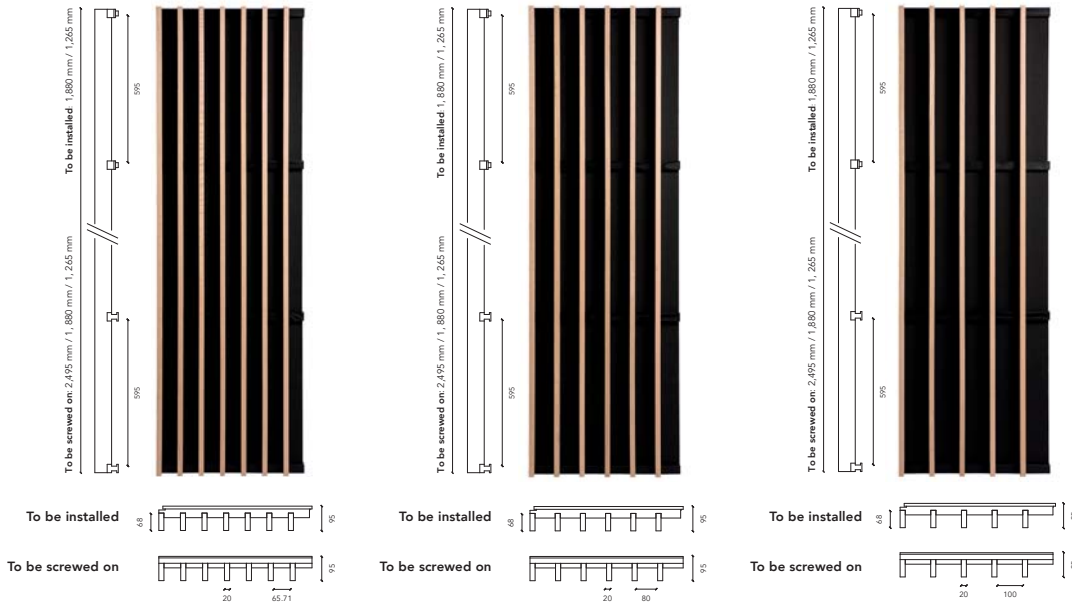 To be installed: 1,880 mm / 1,265 mm
To be screwed on: 2,495 mm / 1, 880 mm / 1, 265 mm
595
595
To be installed
68
95
To be screwed on
95
20
65.71
To be installed: 1, 880 mm / 1, 265 mm
To be screwed on: 2,495 mm / 1, 880 mm / 1, 265 mm
595
595
To be installed
68
95
To be screwed on
95
20
80
To be installed: 1,880 mm / 1,265 mm
To be screwed on: 2,495 mm / 1,880 mm / 1, 265 mm
595
595
To be installed
68
To be screwed on
20
100